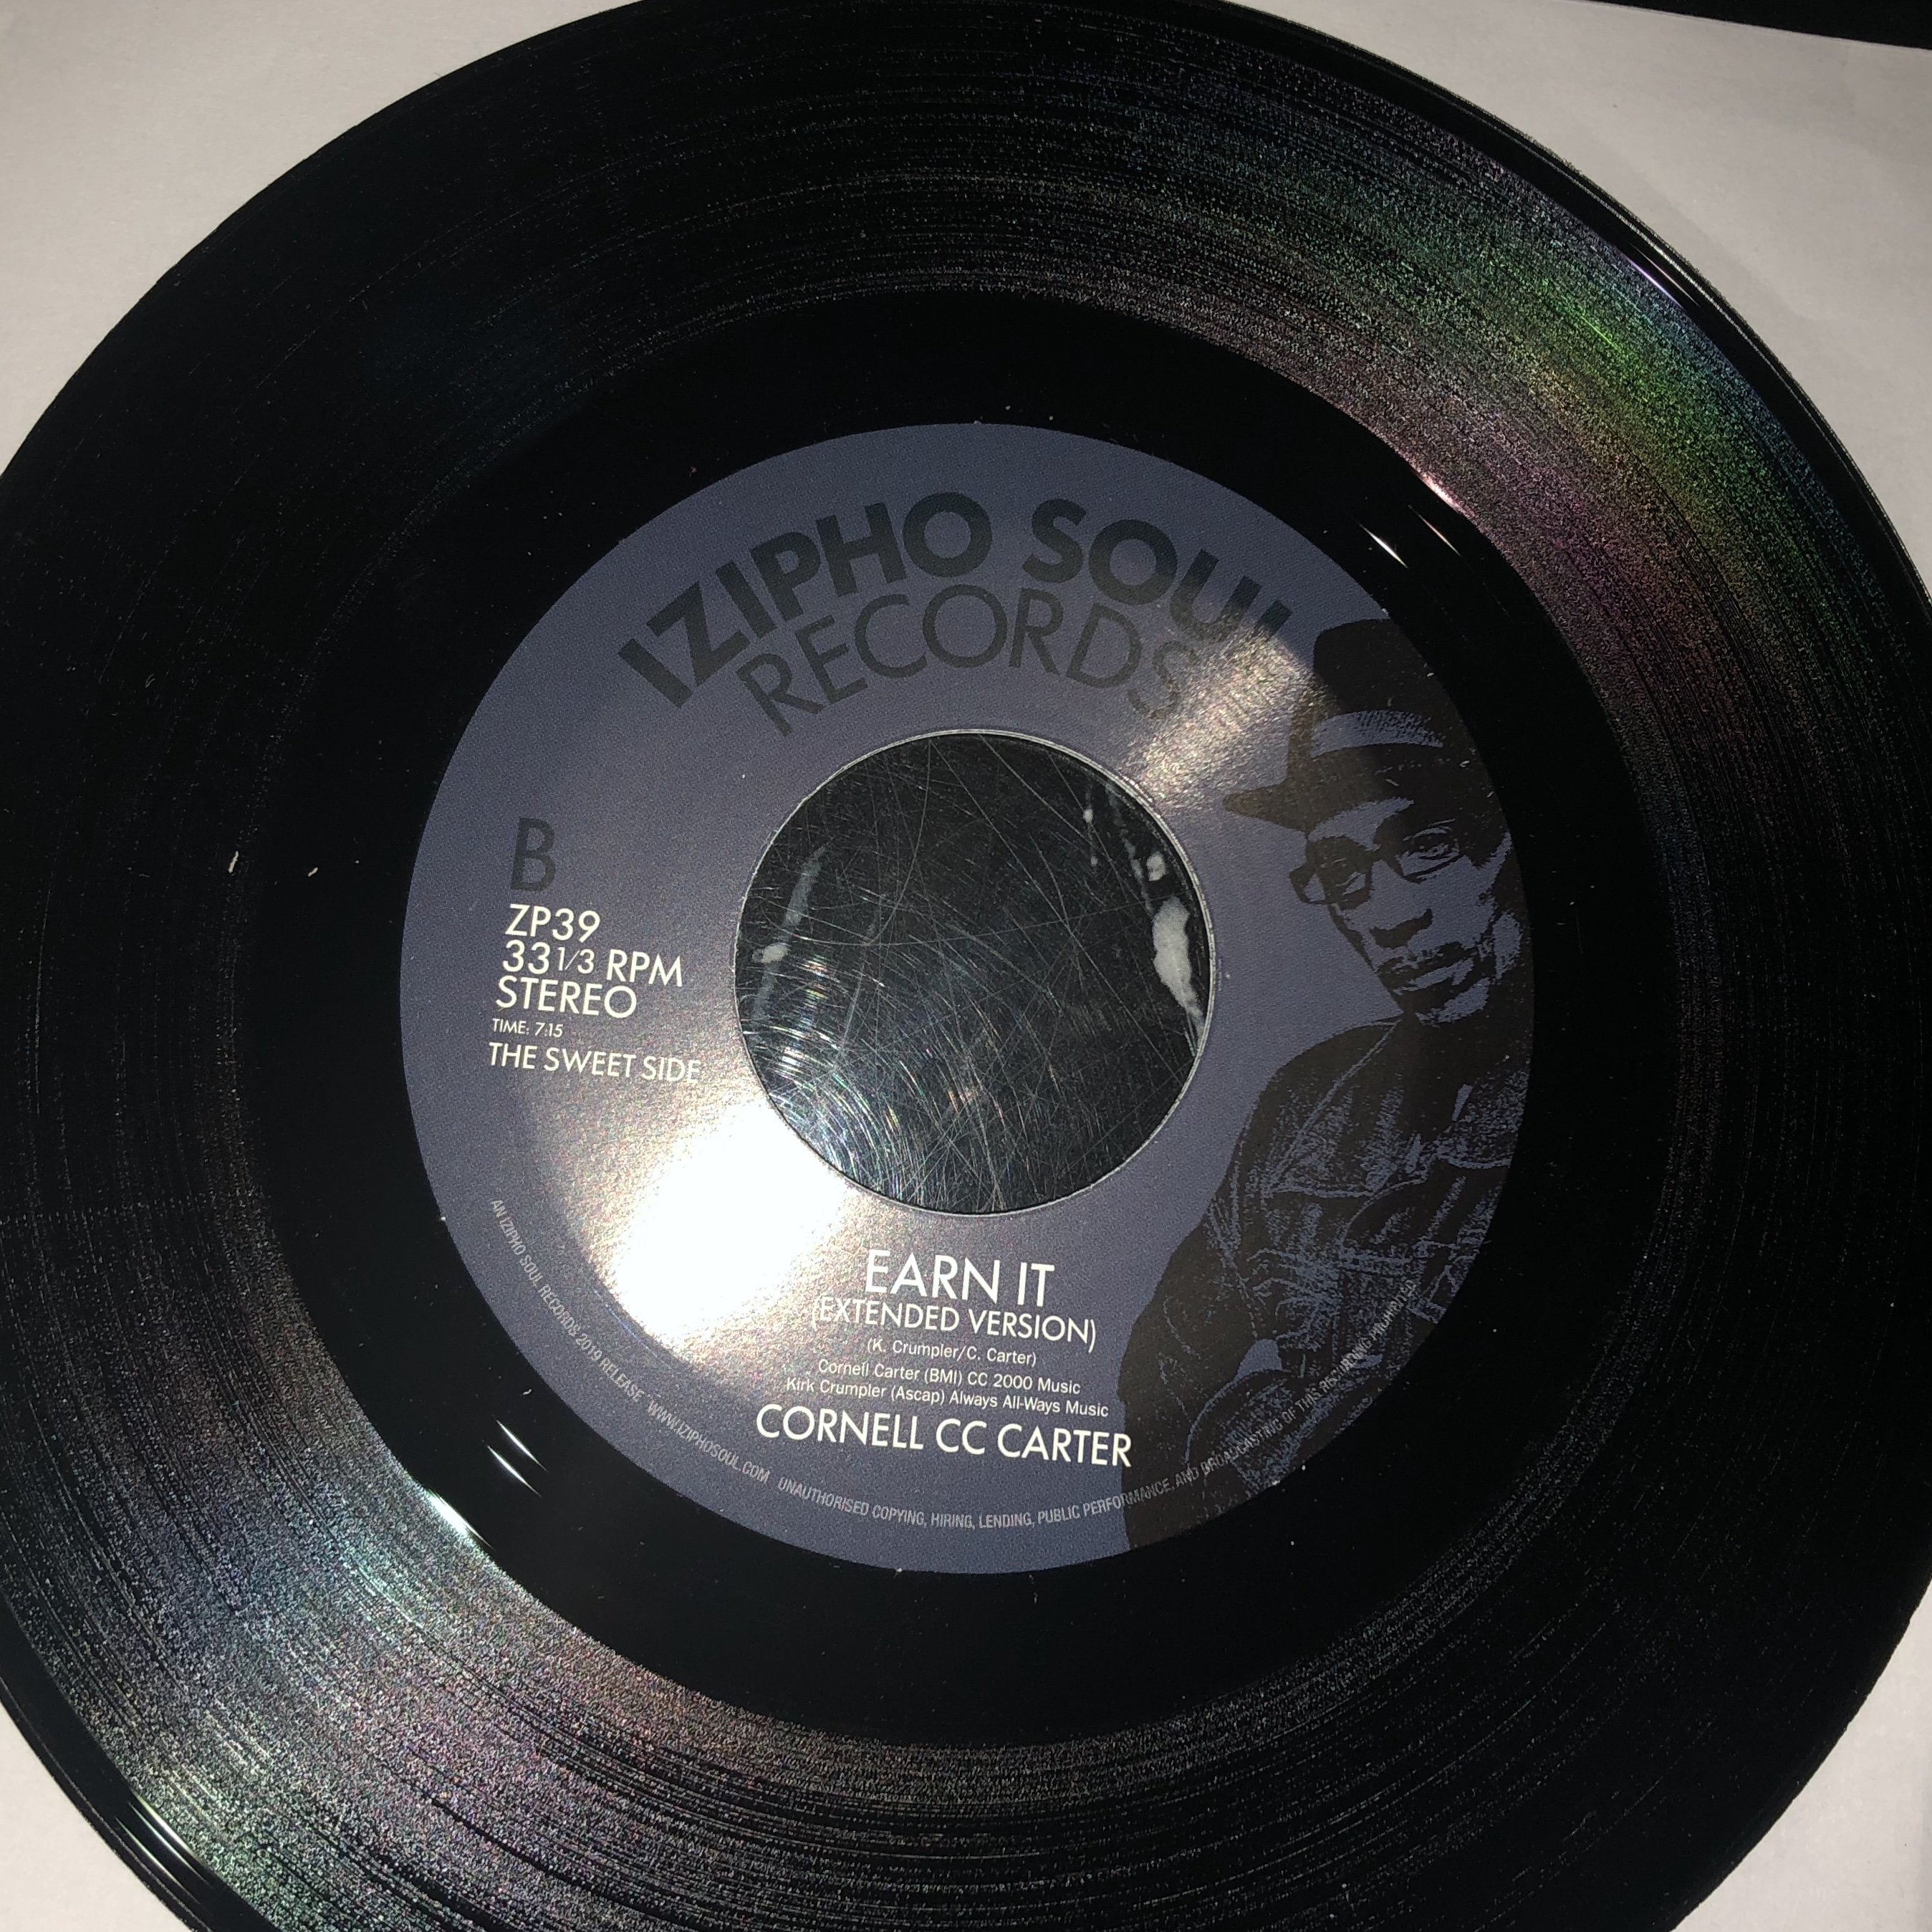 IZIPHO SOUL
RECORDS
B
ZP39
33 1/3 RPM
STEREO
TIME: 7:15
THE SWEET SIDE
EARN IT
(EXTENDED VERSION)
(K. Crumpler/C. Carter)
Cornell Carter (BMI) CC 2000 Music
Kirk Crumpler (Ascap) Always All-Ways Music
CORNELL CC CARTER
AN IZIPHO SOUL RECORDS 2019 RELEASE WWW.IZIPHOSOUL.COM UNAUTHORISED COPYING, HIRING, LENDING, PUBLIC PERFORMANCE, AND BROADCASTING OF THIS RECORDING PROHIBITED